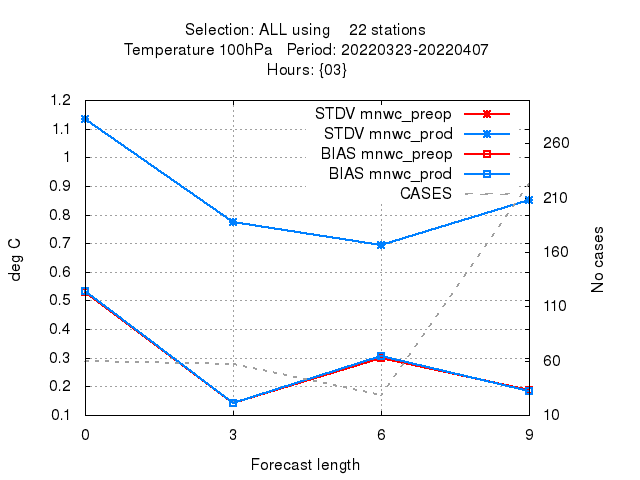 Selection: ALL using 22 stations
Temperature 100hPa Period: 20220323-20220407
Hours: {03}
STDV mnwc_preop
STDV mnwc_prod
BIAS mnwc_preop
BIAS mnwc_prod
CASES
deg C
1.2
1.1
1
0.9
0.8
0.7
0.6
0.5
0.4
0.3
0.2
0.1
260
210
160
110
60
10
No cases
0 3 6 9
Forecast length